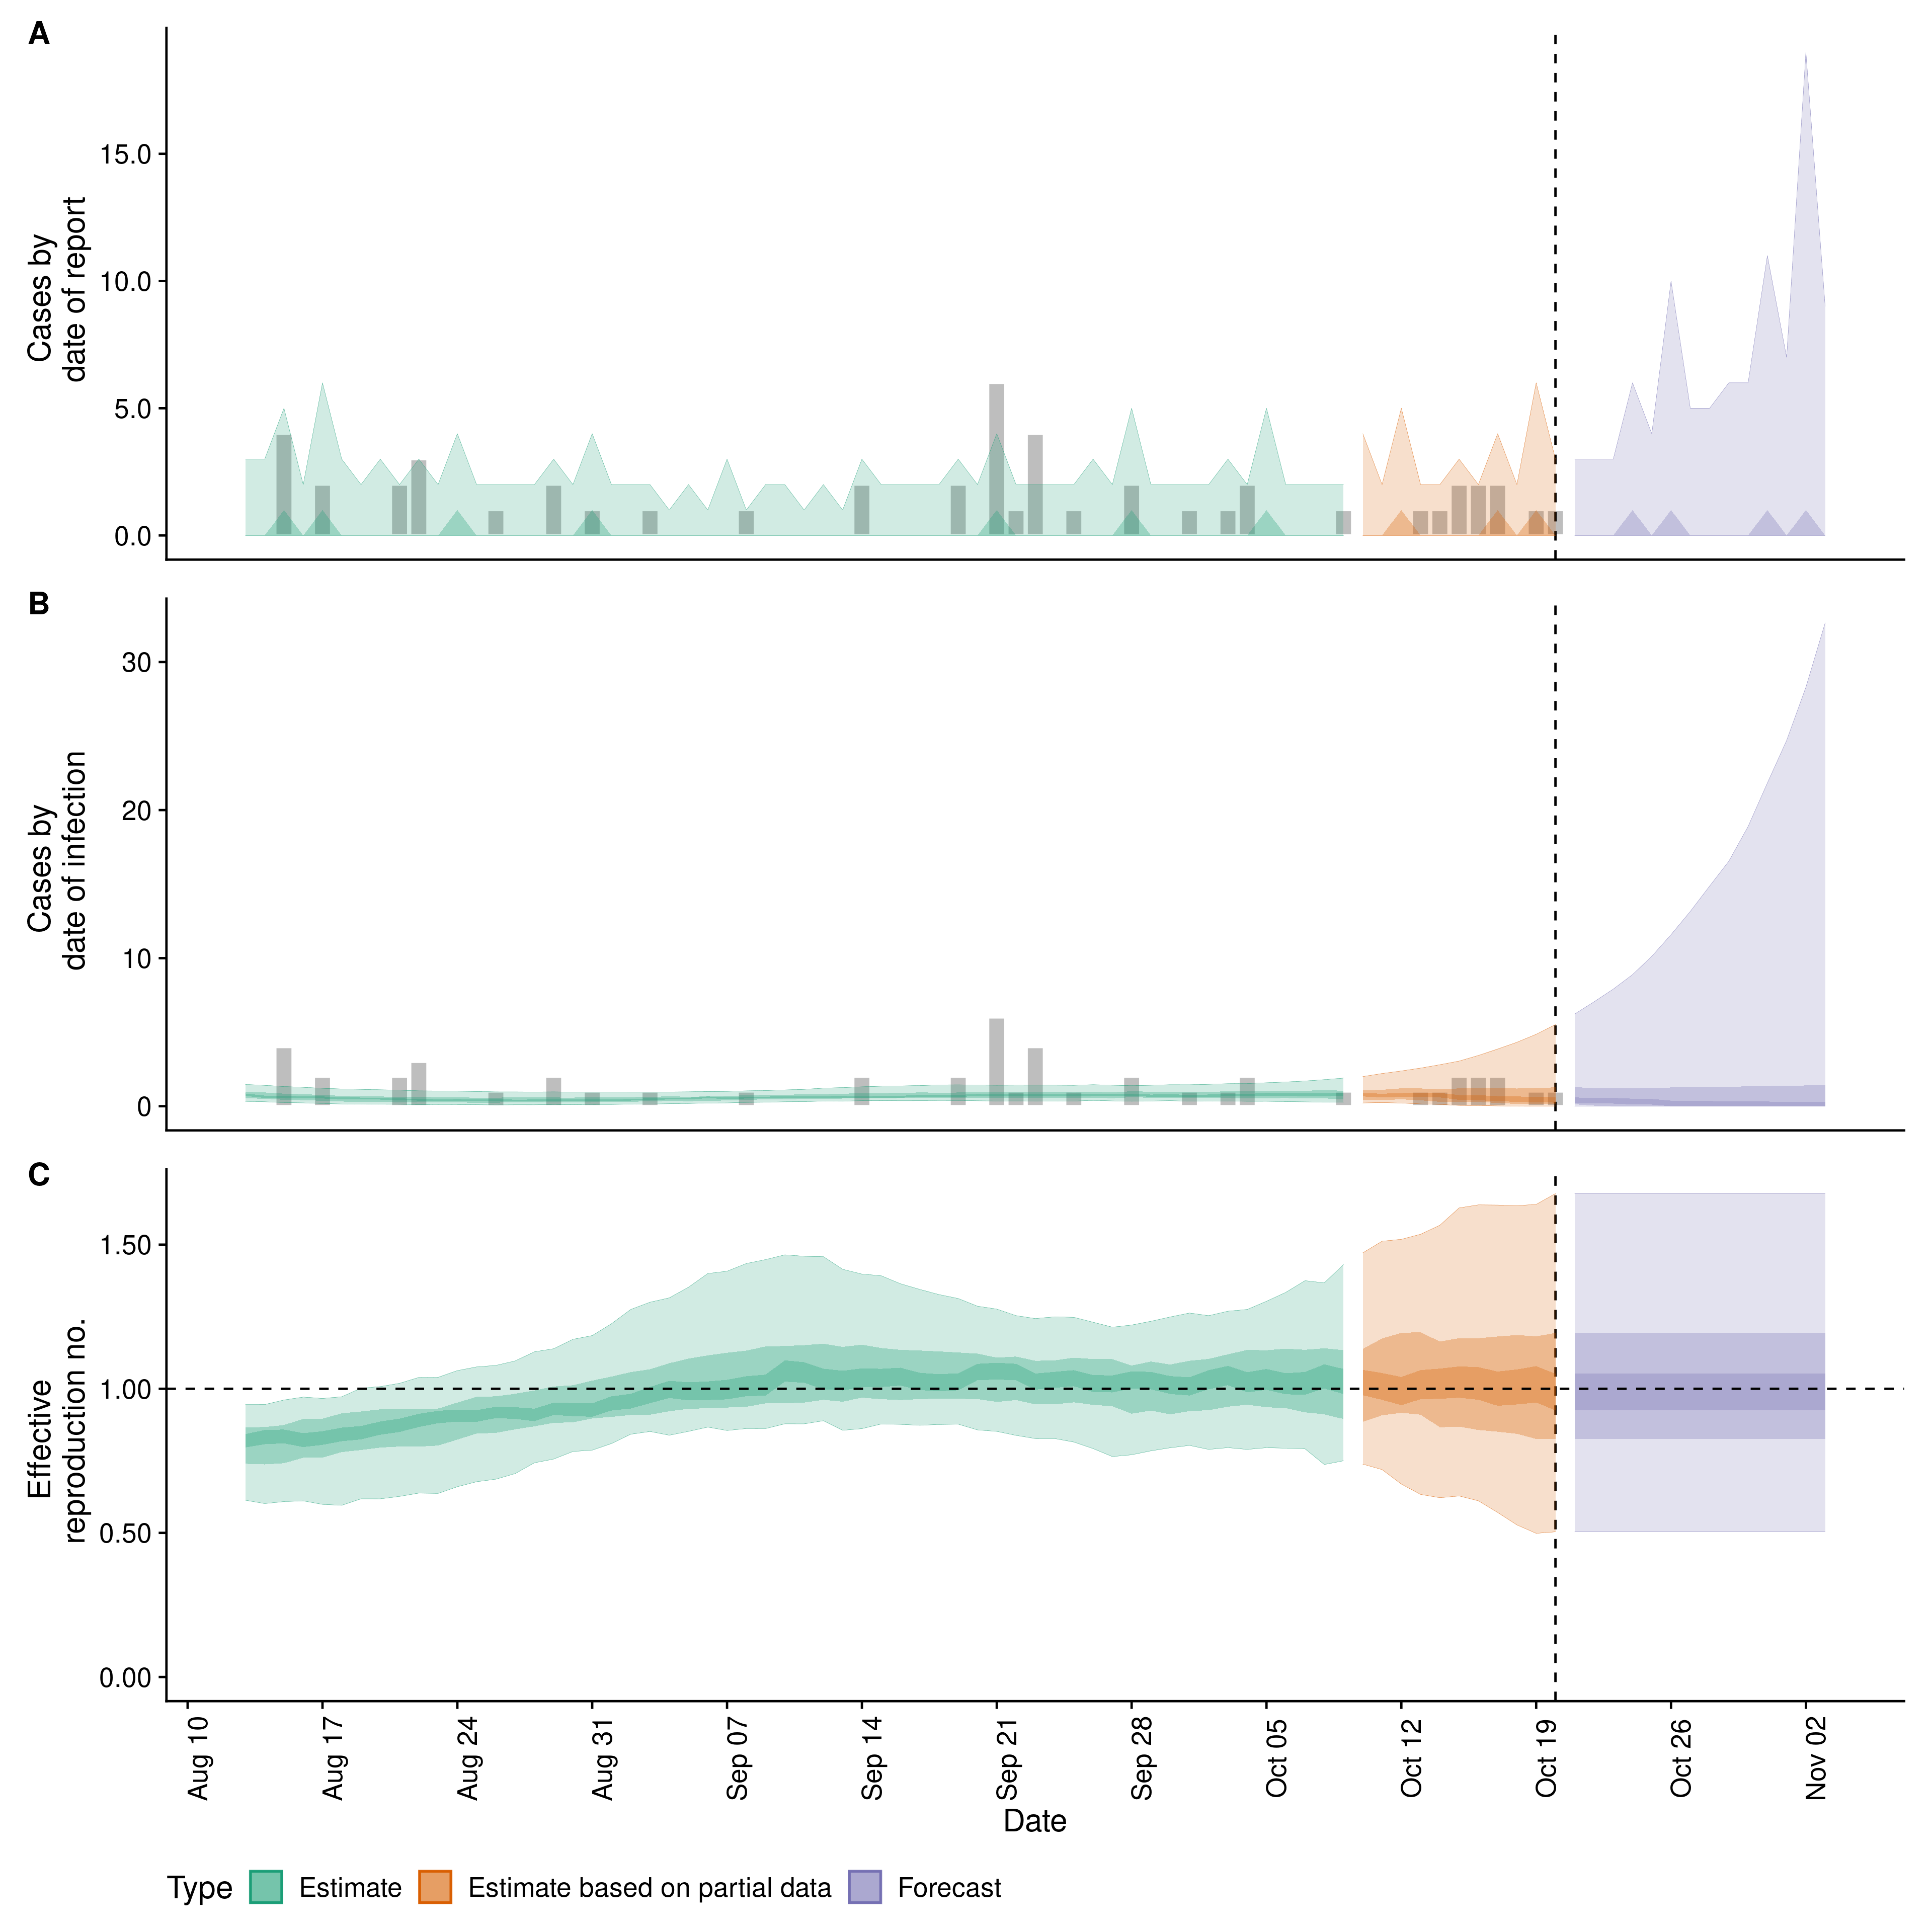 A
Cases by
date of report
15.0
10.0
5.0
0.0
B
Cases by
date of infection
30
20
10
0
C
Effective
reproduction no.
1.50
1.00
0.50
0.00
Aug 10
Aug 17
Aug 24
Aug 31
Sep 07
Sep 14
Sep 21
Sep 28
Oct 05
Oct 12
Oct 19
Oct 26
Nov 02
Date
Type Estimate Estimate based on partial data Forecast